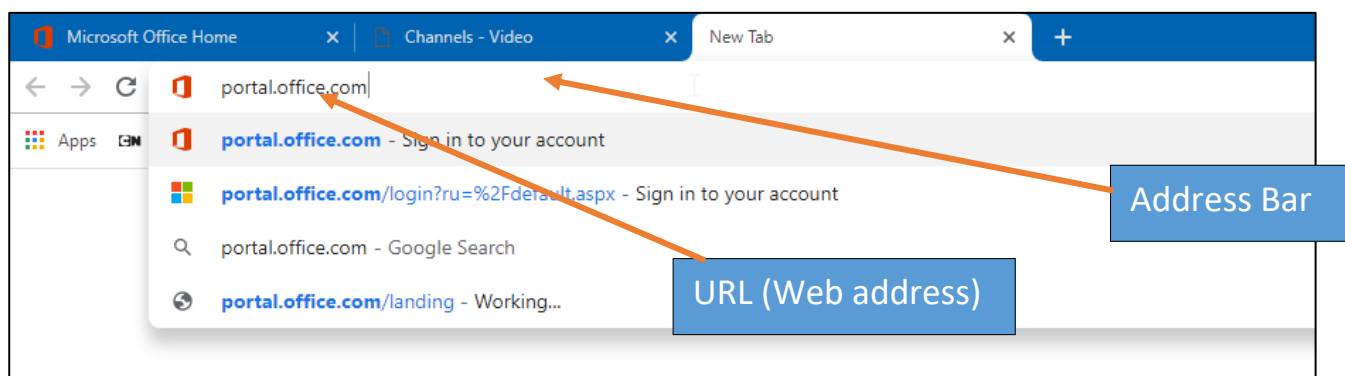 Microsoft Office Home
Channels - Video
New Tab
portal.office.com
Apps
portal.office.com - Sign in to your account
portal.office.com/login?ru=%2Fdefault.aspx - Sign in to your account
Address Bar
portal.office.com - Google Search
URL (Web address)
portal.office.com/landing - Working...